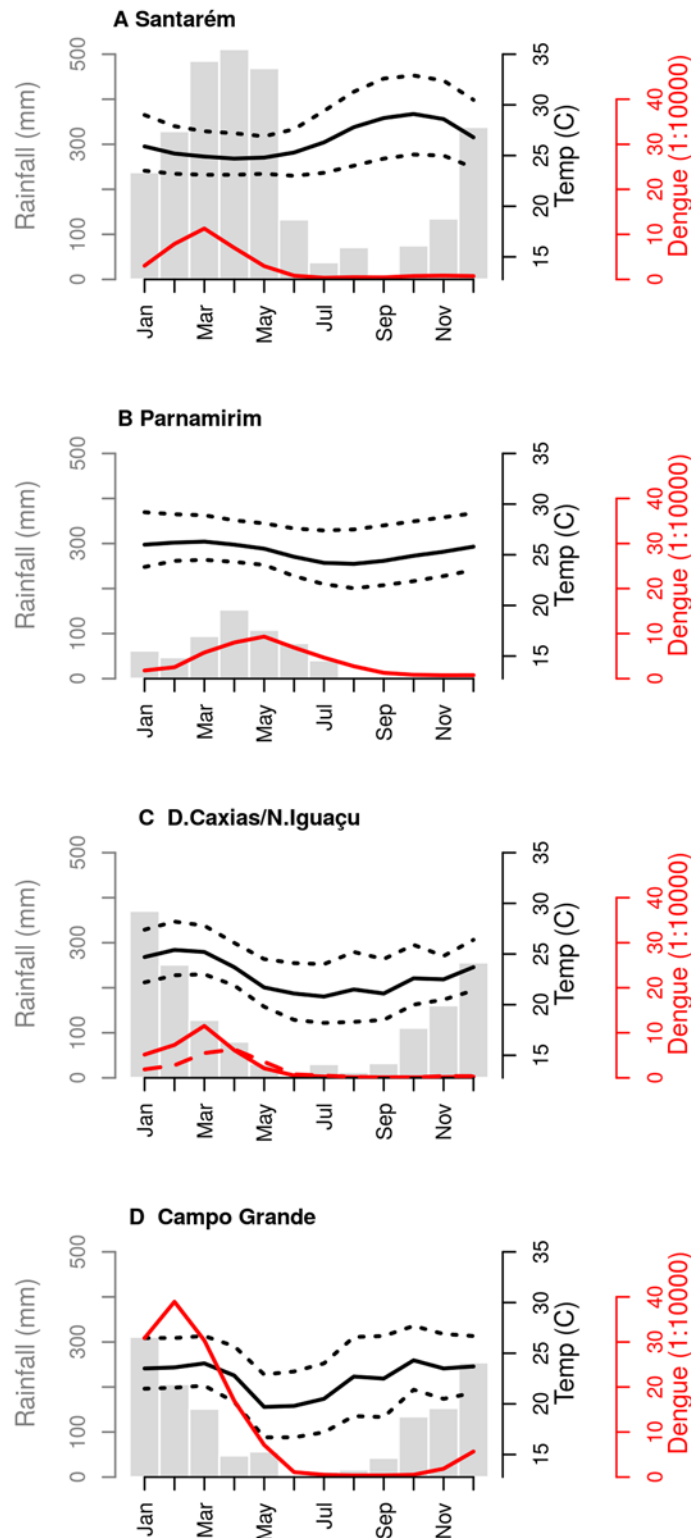 A Santarém
Rainfall (mm)
0 100 300 500
Temp (C)
15 20 25 30 35
Dengue (1:10000)
0 10 20 30 40
Jan Mar May Jul Sep Nov
B Parnamirim
Rainfall (mm)
0 100 300 500
Temp (C)
15 20 25 30 35
Dengue (1:10000)
0 10 20 30 40
Jan Mar May Jul Sep Nov
C D.Caxias/N.Iguaçu
Rainfall (mm)
0 100 300 500
Temp (C)
15 20 25 30 35
Dengue (1:10000)
0 10 20 30 40
Jan Mar May Jul Sep Nov
D Campo Grande
Rainfall (mm)
0 100 300 500
Temp (C)
15 20 25 30 35
Dengue (1:10000)
0 10 20 30 40
Jan Mar May Jul Sep Nov